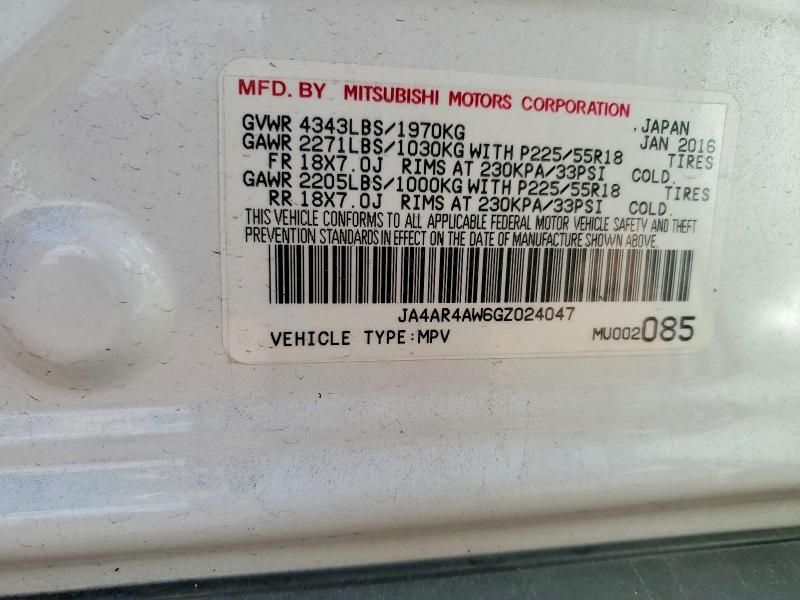 MFD. BY MITSUBISHI MOTORS CORPORATION
GVWR 4343LBS/1970KG JAPAN
GAWR 2271LBS/1030KG WITH P225/55R18 JAN 2016
FR 18X7.0J RIMS AT 230KPA/33PSI TIRES
GAWR 2205LBS/1000KG WITH P225/55R18 COLD.
RR 18X7.0J RIMS AT 230KPA/33PSI TIRES
COLD.
THIS VEHICLE CONFORMS TO ALL APPLICABLE FEDERAL MOTOR VEHICLE SAFETY AND THEFT
PREVENTION STANDARDS IN EFFECT ON THE DATE OF MANUFACTURE SHOWN ABOVE.
JA4AR4AW6GZ024047
VEHICLE TYPE:MPV MU002085